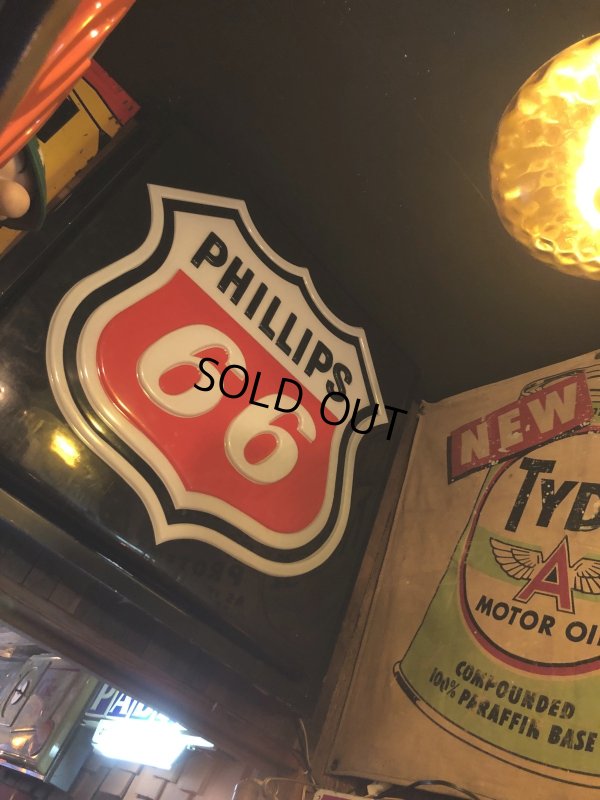 PHILLIPS
66
SOLD OUT
NEW
TYD
A
MOTOR OI
COMPOUNDED
100% PARAFFIN BASE